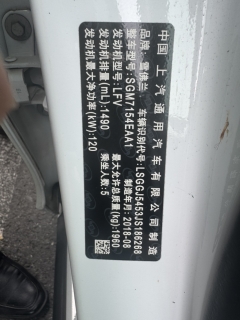 中国 上汽通用汽车有限公司制造
品牌:雪佛兰 车辆识别代号:LSGGJ5453JS186268
整车型号:SGM7154EAA1
发动机型号:LFV
发动机排量(mL):1490
发动机最大净功率(kW):120
制造年月:2018-08
最大允许总质量(kg):1960
乘坐人数:5